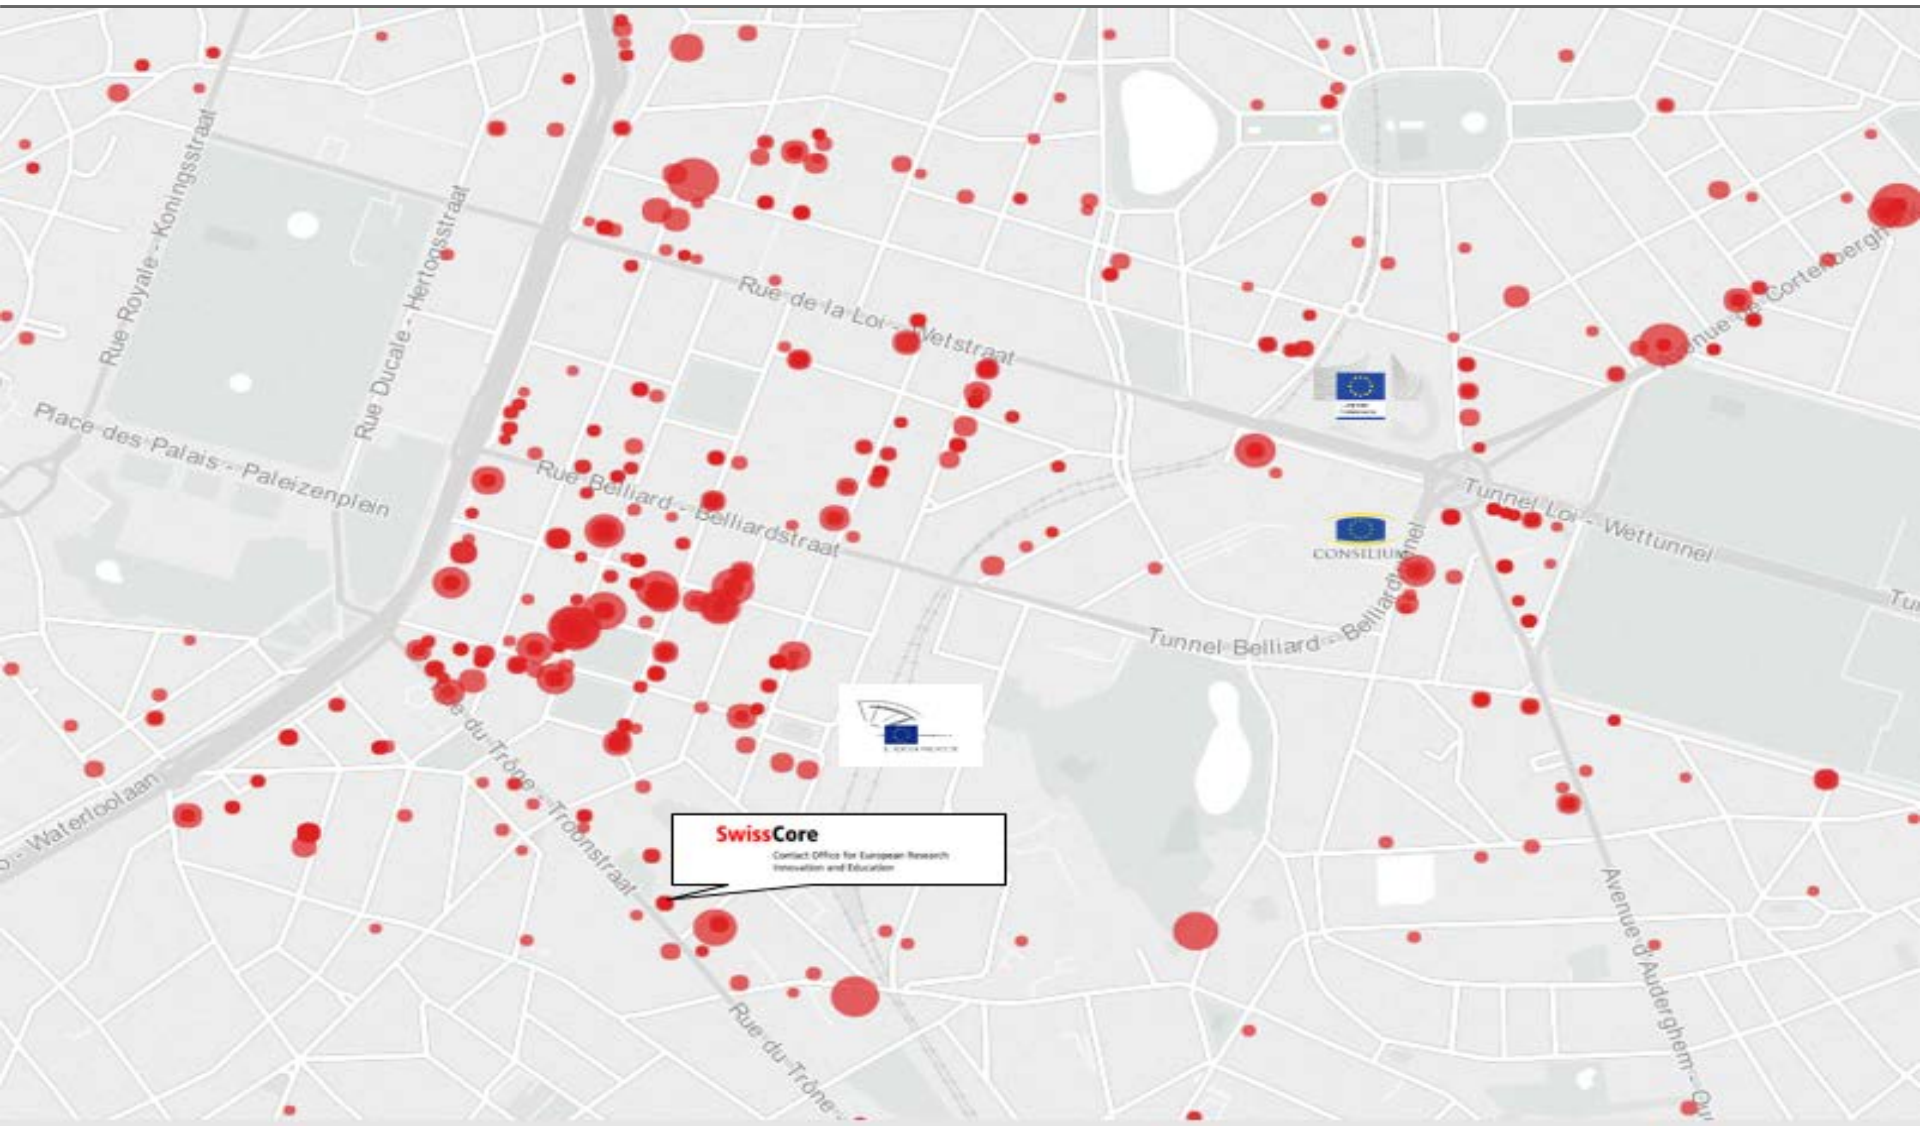 Rue Royale - Koningsstraat
Rue Ducale - Hertogsstraat
Place des Palais - Paleizenplein
Rue de la Loi - Wetstraat
Rue Belliard - Belliardstraat
Avenue de Cortenbergh
Tunnel Loi - Wettunnel
CONSILIUM
Tunnel Belliard - Belliardtunnel
Waterloolaan
du Trône - Troonstraat
SwissCore
Contact Office for European Research
Innovation and Education
Rue du Trône -
Avenue d'Auderghem - Ou